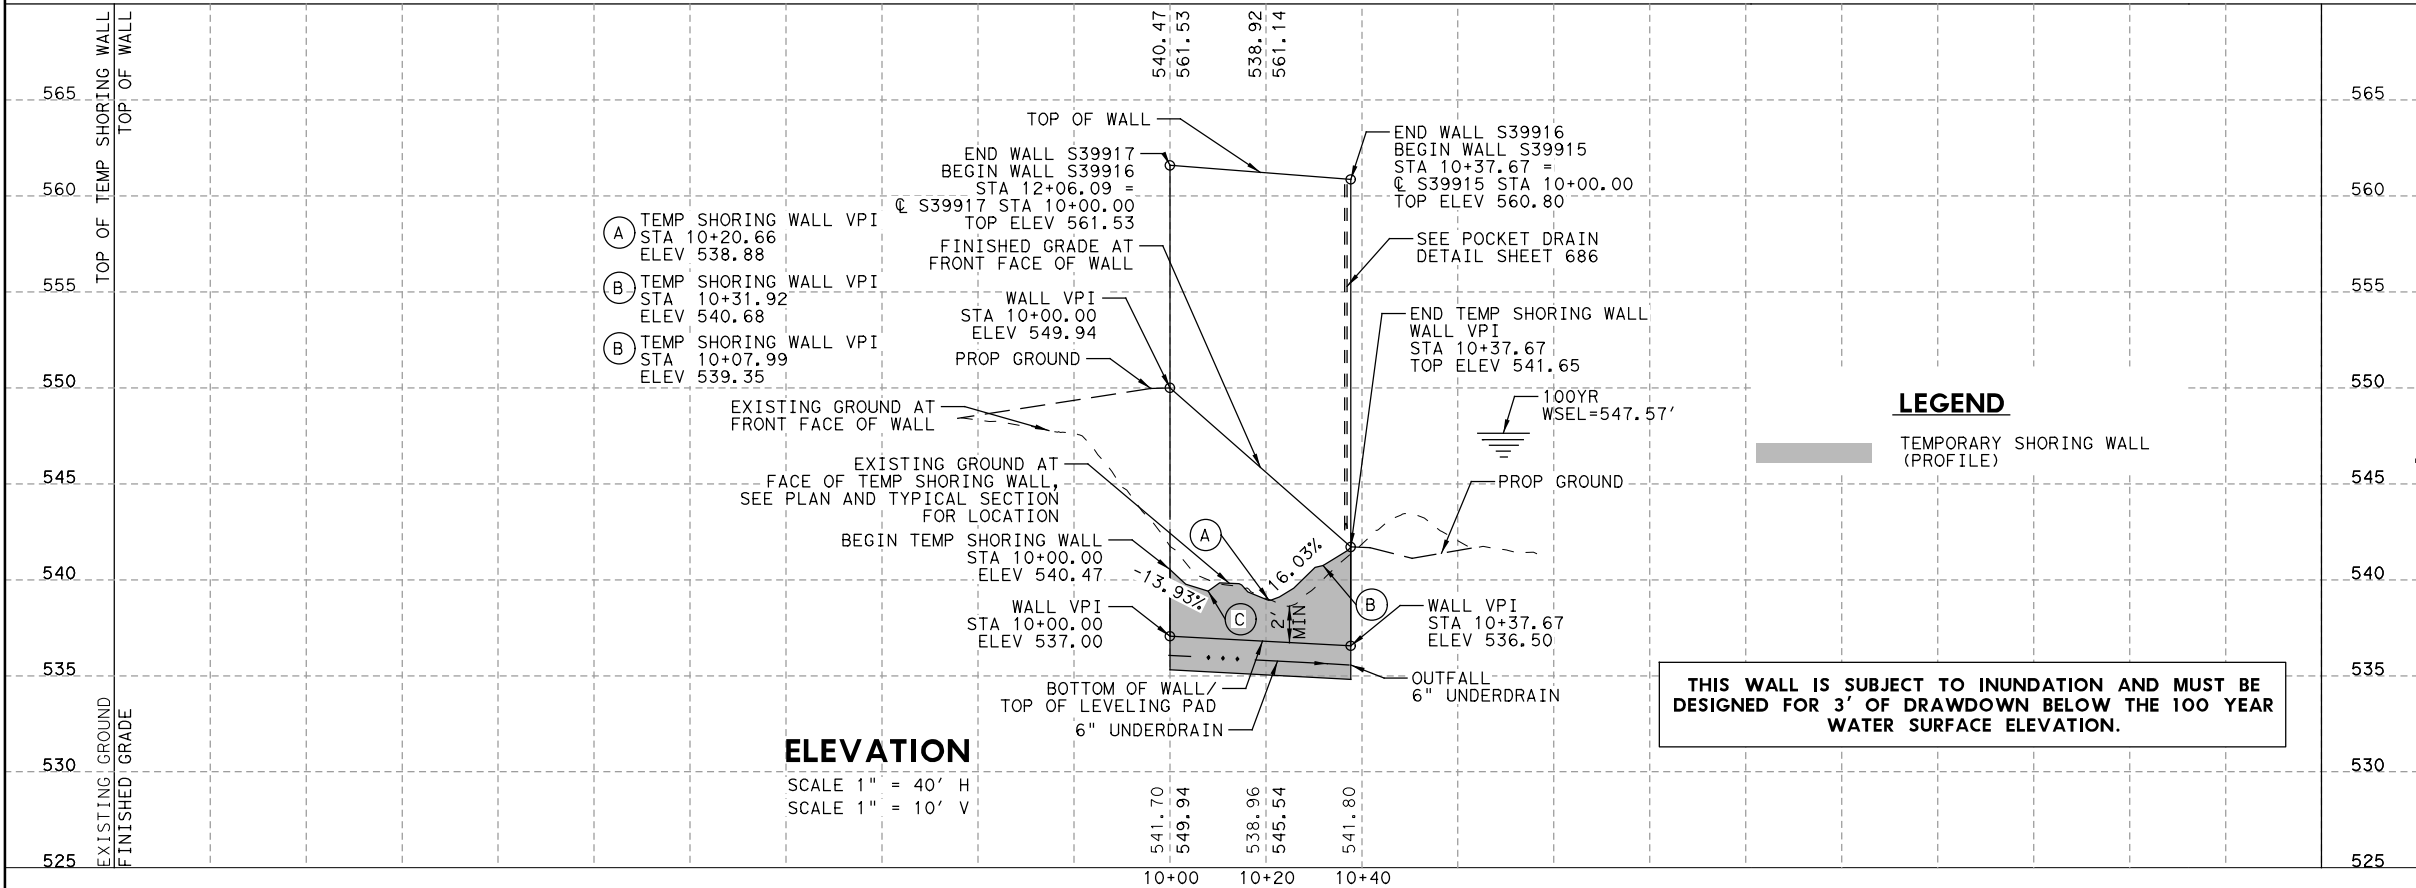 TOP OF TEMP SHORING WALL
TOP OF WALL
540.47
561.53
538.92
561.14
565
565
560
560
555
555
550
550
545
545
540
540
535
535
530
530
525
525
TOP OF WALL
END WALL S39917
BEGIN WALL S39916
STA 12+06.09 =
℄ S39917 STA 10+00.00
TOP ELEV 561.53
FINISHED GRADE AT
FRONT FACE OF WALL
WALL VPI
STA 10+00.00
ELEV 549.94
PROP GROUND
END WALL S39916
BEGIN WALL S39915
STA 10+37.67 =
℄ S39915 STA 10+00.00
TOP ELEV 560.80
SEE POCKET DRAIN
DETAIL SHEET 686
END TEMP SHORING WALL
WALL VPI
STA 10+37.67
TOP ELEV 541.65
A
TEMP SHORING WALL VPI
STA 10+20.66
ELEV 538.88
B
TEMP SHORING WALL VPI
STA 10+31.92
ELEV 540.68
B
TEMP SHORING WALL VPI
STA 10+07.99
ELEV 539.35
EXISTING GROUND AT
FRONT FACE OF WALL
EXISTING GROUND AT
FACE OF TEMP SHORING WALL,
SEE PLAN AND TYPICAL SECTION
FOR LOCATION
BEGIN TEMP SHORING WALL
STA 10+00.00
ELEV 540.47
WALL VPI
STA 10+00.00
ELEV 537.00
A
-13.93%
16.03%
C
2'
MIN
B
100YR
WSEL=547.57'
PROP GROUND
WALL VPI
STA 10+37.67
ELEV 536.50
OUTFALL
6" UNDERDRAIN
BOTTOM OF WALL/
TOP OF LEVELING PAD
6" UNDERDRAIN
LEGEND
TEMPORARY SHORING WALL
(PROFILE)
THIS WALL IS SUBJECT TO INUNDATION AND MUST BE
DESIGNED FOR 3' OF DRAWDOWN BELOW THE 100 YEAR
WATER SURFACE ELEVATION.
ELEVATION
SCALE 1" = 40' H
SCALE 1" = 10' V
EXISTING GROUND
FINISHED GRADE
541.70
549.94
538.96
545.54
541.80
10+00
10+20
10+40